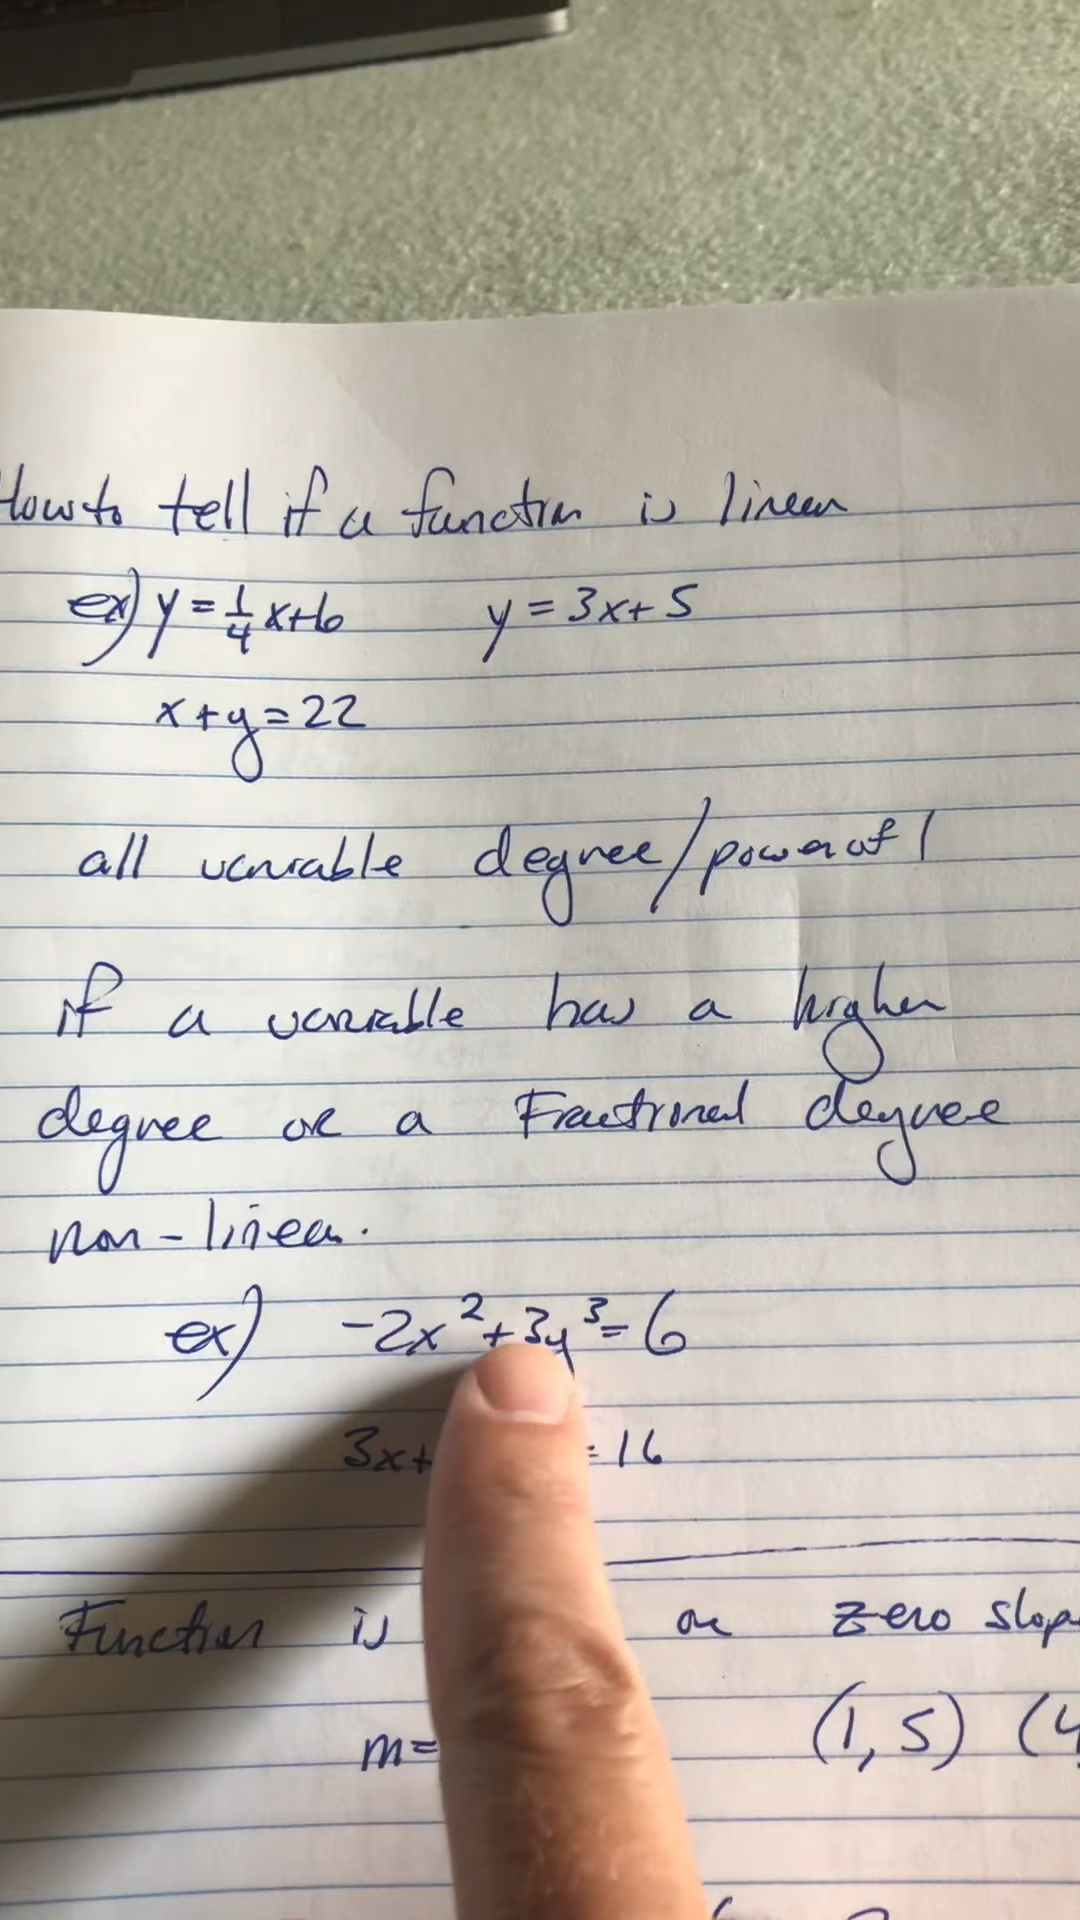 How to tell if a function is linear
ex) y = 1/4 x + 6    y = 3x + 5
x + y = 22
all variable degree/power of 1
if a variable has a higher
degree or a Fractional degree
non-linear.
ex) -2x² + 3y³ = 6
3x + = 16
Function is or zero slope
m= (1, 5) (4,